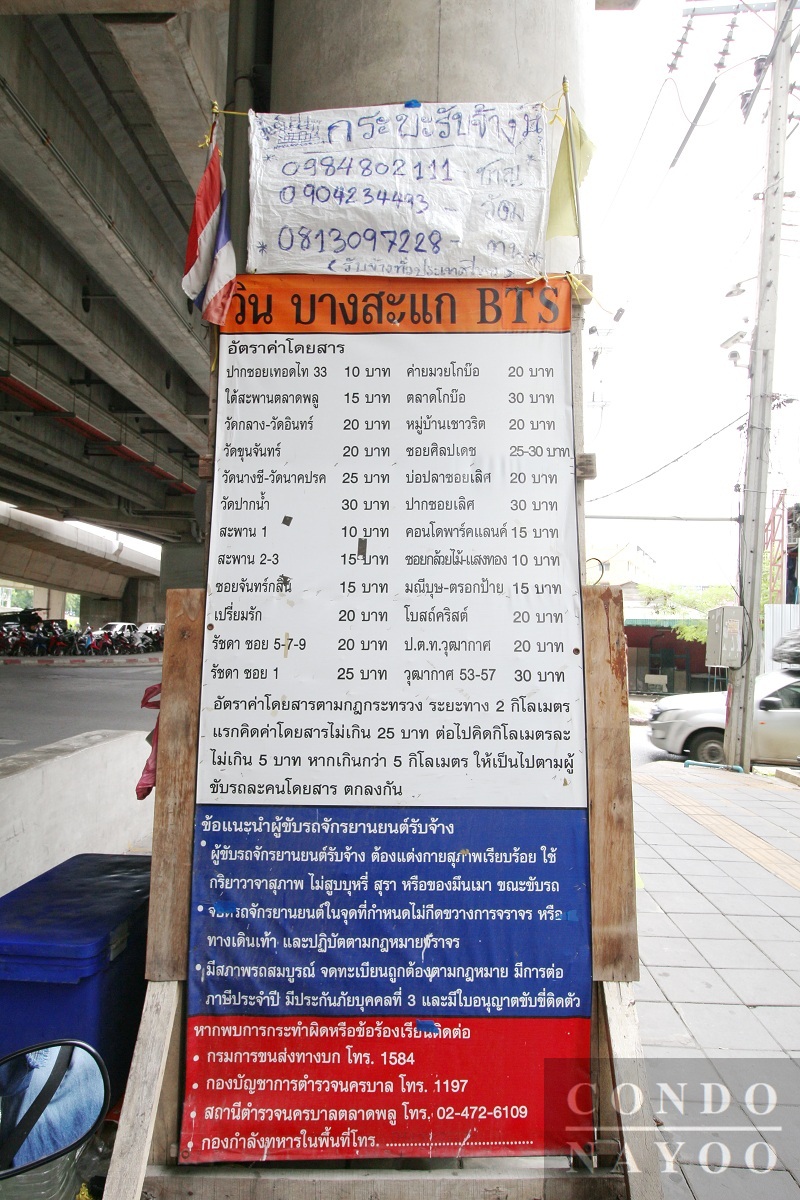 กระบะรับจ้าง
0984802111 - ชาญ
0904234493 -
0813097228 -
< รับจ้างทั่วประเทศไทย >
วิน บางสะแก BTS
อัตราค่าโดยสาร
ปากซอยเทอดไท 33 10 บาท ค่ายมวยโกบ๊อ 20 บาท
ใต้สะพานตลาดพลู 15 บาท ตลาดโกบ๊อ 30 บาท
วัดกลาง-วัดอินทร์ 20 บาท หมู่บ้านเชาวริต 20 บาท
วัดขุนจันทร์ 20 บาท ซอยศิลปเดช 25-30 บาท
วัดนางชี-วัดนาคปรค 25 บาท บ่อปลาซอยเลิศ 20 บาท
วัดปากน้ำ 30 บาท ปากซอยเลิศ 30 บาท
สะพาน 1 10 บาท คอนโดพาร์คแลนค์ 15 บาท
สะพาน 2-3 15 บาท ซอยกล้วยไม้-แสงทอง 10 บาท
ซอยจันทร์กลิ่น 15 บาท มณีบุษ-ตรอกป้าย 15 บาท
เปรี่ยมรัก 20 บาท โบสถ์คริสต์ 20 บาท
รัชดา ซอย 5-7-9 20 บาท ป.ต.ท.วุฒากาศ 20 บาท
รัชดา ซอย 1 25 บาท วุฒากาศ 53-57 30 บาท
อัตราค่าโดยสารตามกฎกระทรวง ระยะทาง 2 กิโลเมตร
แรกคิดค่าโดยสารไม่เกิน 25 บาท ต่อไปคิดกิโลเมตรละ
ไม่เกิน 5 บาท หากเกินกว่า 5 กิโลเมตร ให้เป็นไปตามผู้
ขับรถละคนโดยสาร ตกลงกัน
ข้อแนะนำผู้ขับรถจักรยานยนต์รับจ้าง
• ผู้ขับรถจักรยานยนต์รับจ้าง ต้องแต่งกายสุภาพเรียบร้อย ใช้
กริยาวาจาสุภาพ ไม่สูบบุหรี่ สุรา หรือของมึนเมา ขณะขับรถ
• จอดรถจักรยานยนต์ในจุดที่กำหนดไม่กีดขวางการจราจร หรือ
ทางเดินเท้า และปฏิบัตตามกฎหมายจราจร
• มีสภาพรถสมบูรณ์ จดทะเบียนถูกต้องตามกฎหมาย มีการต่อ
ภาษีประจำปี มีประกันภัยบุคคลที่ 3 และมีใบอนุญาตขับขี่ติดตัว
หากพบการกระทำผิดหรือข้อร้องเรียนติดต่อ
• กรมการขนส่งทางบก โทร. 1584
• กองบัญชาการตำรวจนครบาล โทร. 1197
• สถานีตำรวจนครบาลตลาดพลู โทร. 02-472-6109
• กองกำลังทหารในพื้นที่โทร. ..................................
CONDO
NAYOO